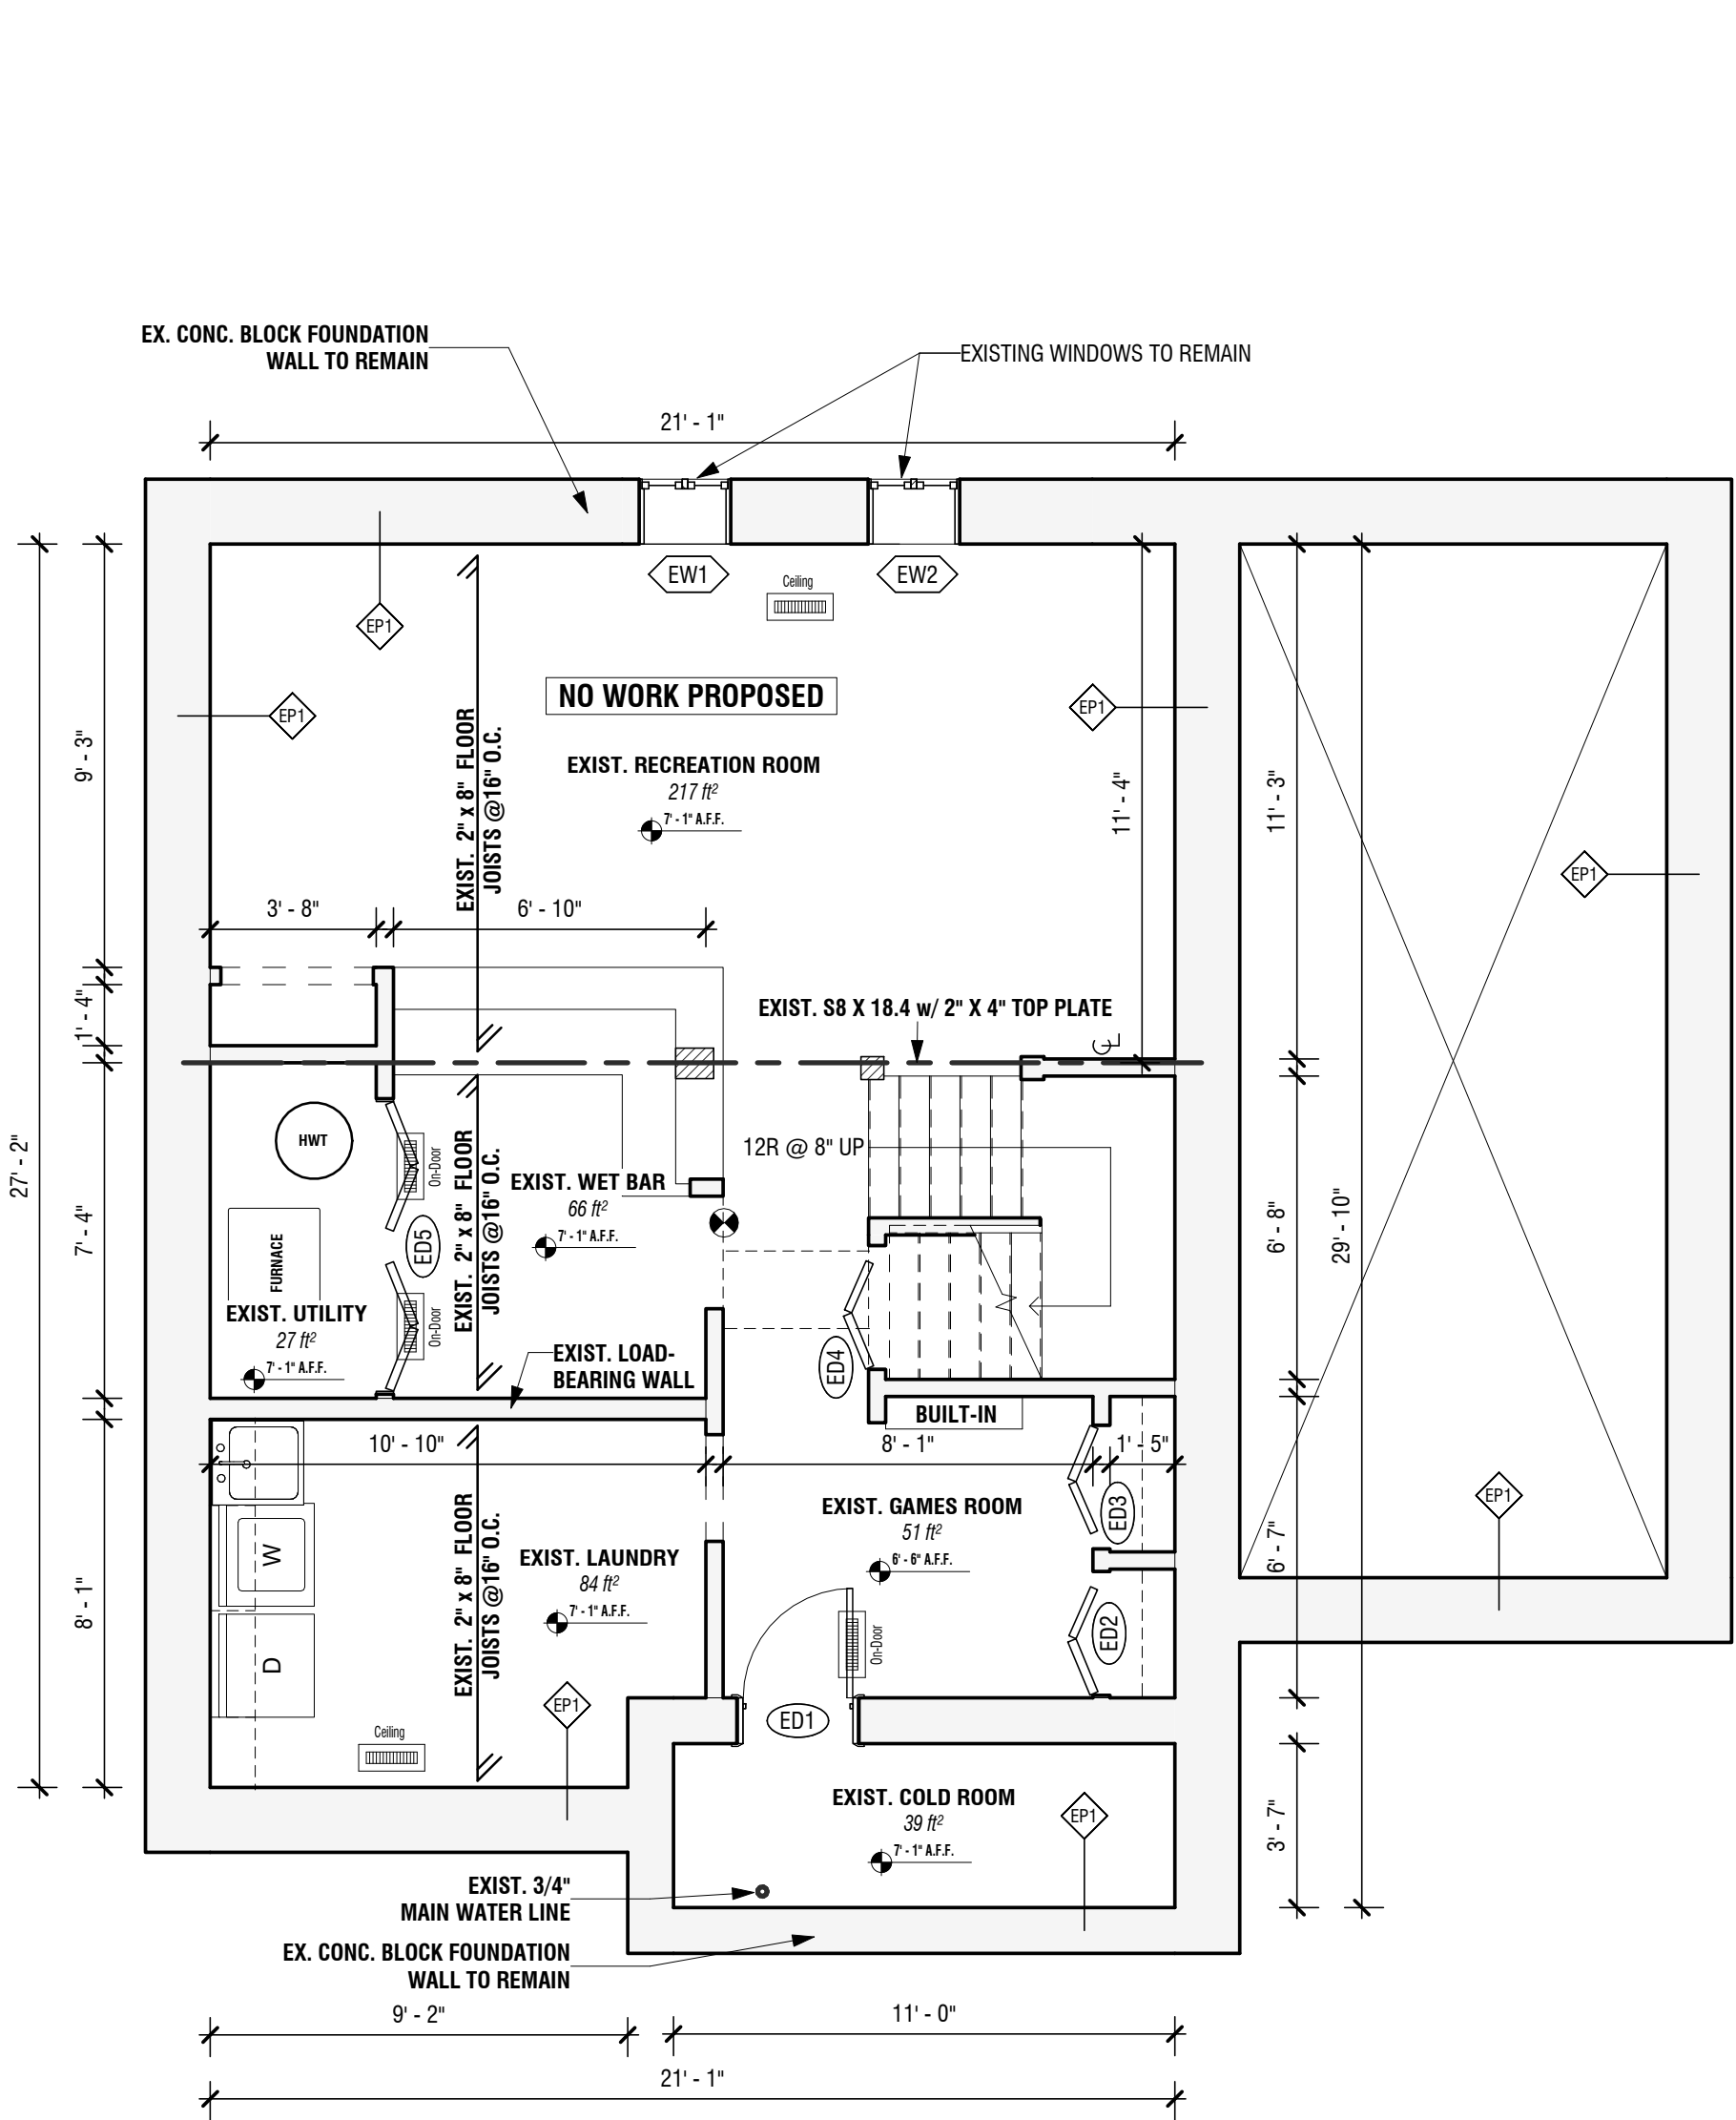 EX. CONC. BLOCK FOUNDATION
WALL TO REMAIN
EXISTING WINDOWS TO REMAIN
21' - 1"
EW1
EW2
Ceiling
EP1
EP1
EP1
NO WORK PROPOSED
EXIST. RECREATION ROOM
217 ft²
7' - 1" A.F.F.
EXIST. 2" x 8" FLOOR
JOISTS @16" O.C.
9' - 3"
11' - 4"
11' - 3"
EP1
3' - 8"
6' - 10"
1' - 4"
EXIST. S8 X 18.4 w/ 2" X 4" TOP PLATE
27' - 2"
7' - 4"
HWT
FURNACE
EXIST. UTILITY
27 ft²
7' - 1" A.F.F.
On-Door
ED5
On-Door
EXIST. 2" x 8" FLOOR
JOISTS @16" O.C.
EXIST. WET BAR
66 ft²
7' - 1" A.F.F.
12R @ 8" UP
6' - 8"
29' - 10"
EXIST. LOAD-
BEARING WALL
ED4
BUILT-IN
10' - 10"
8' - 1"
1' - 5"
EXIST. GAMES ROOM
51 ft²
6' - 6" A.F.F.
ED3
ED2
6' - 7"
EP1
8' - 1"
W
D
EXIST. 2" x 8" FLOOR
JOISTS @16" O.C.
EXIST. LAUNDRY
84 ft²
7' - 1" A.F.F.
On-Door
EP1
ED1
Ceiling
EXIST. COLD ROOM
39 ft²
7' - 1" A.F.F.
EP1
3' - 7"
EXIST. 3/4"
MAIN WATER LINE
EX. CONC. BLOCK FOUNDATION
WALL TO REMAIN
9' - 2"
11' - 0"
21' - 1"